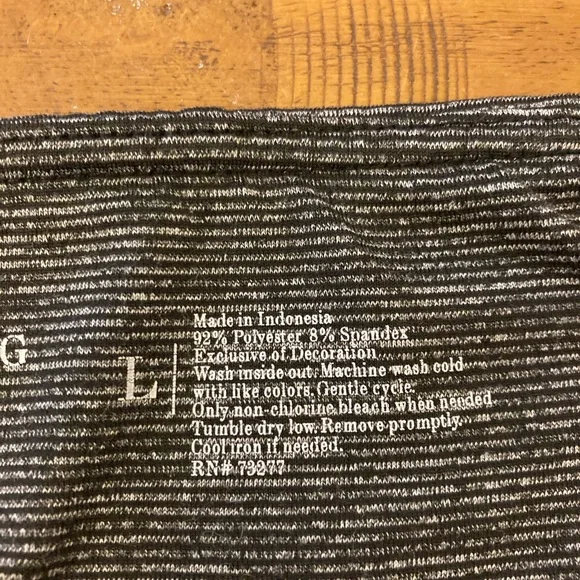 G
L
Made in Indonesia
92% Polyester 8% Spandex
Exclusive of Decoration
Wash inside out. Machine wash cold
with like colors. Gentle cycle.
Only non-chlorine bleach when needed
Tumble dry low. Remove promptly.
Cool iron if needed.
RN# 73277